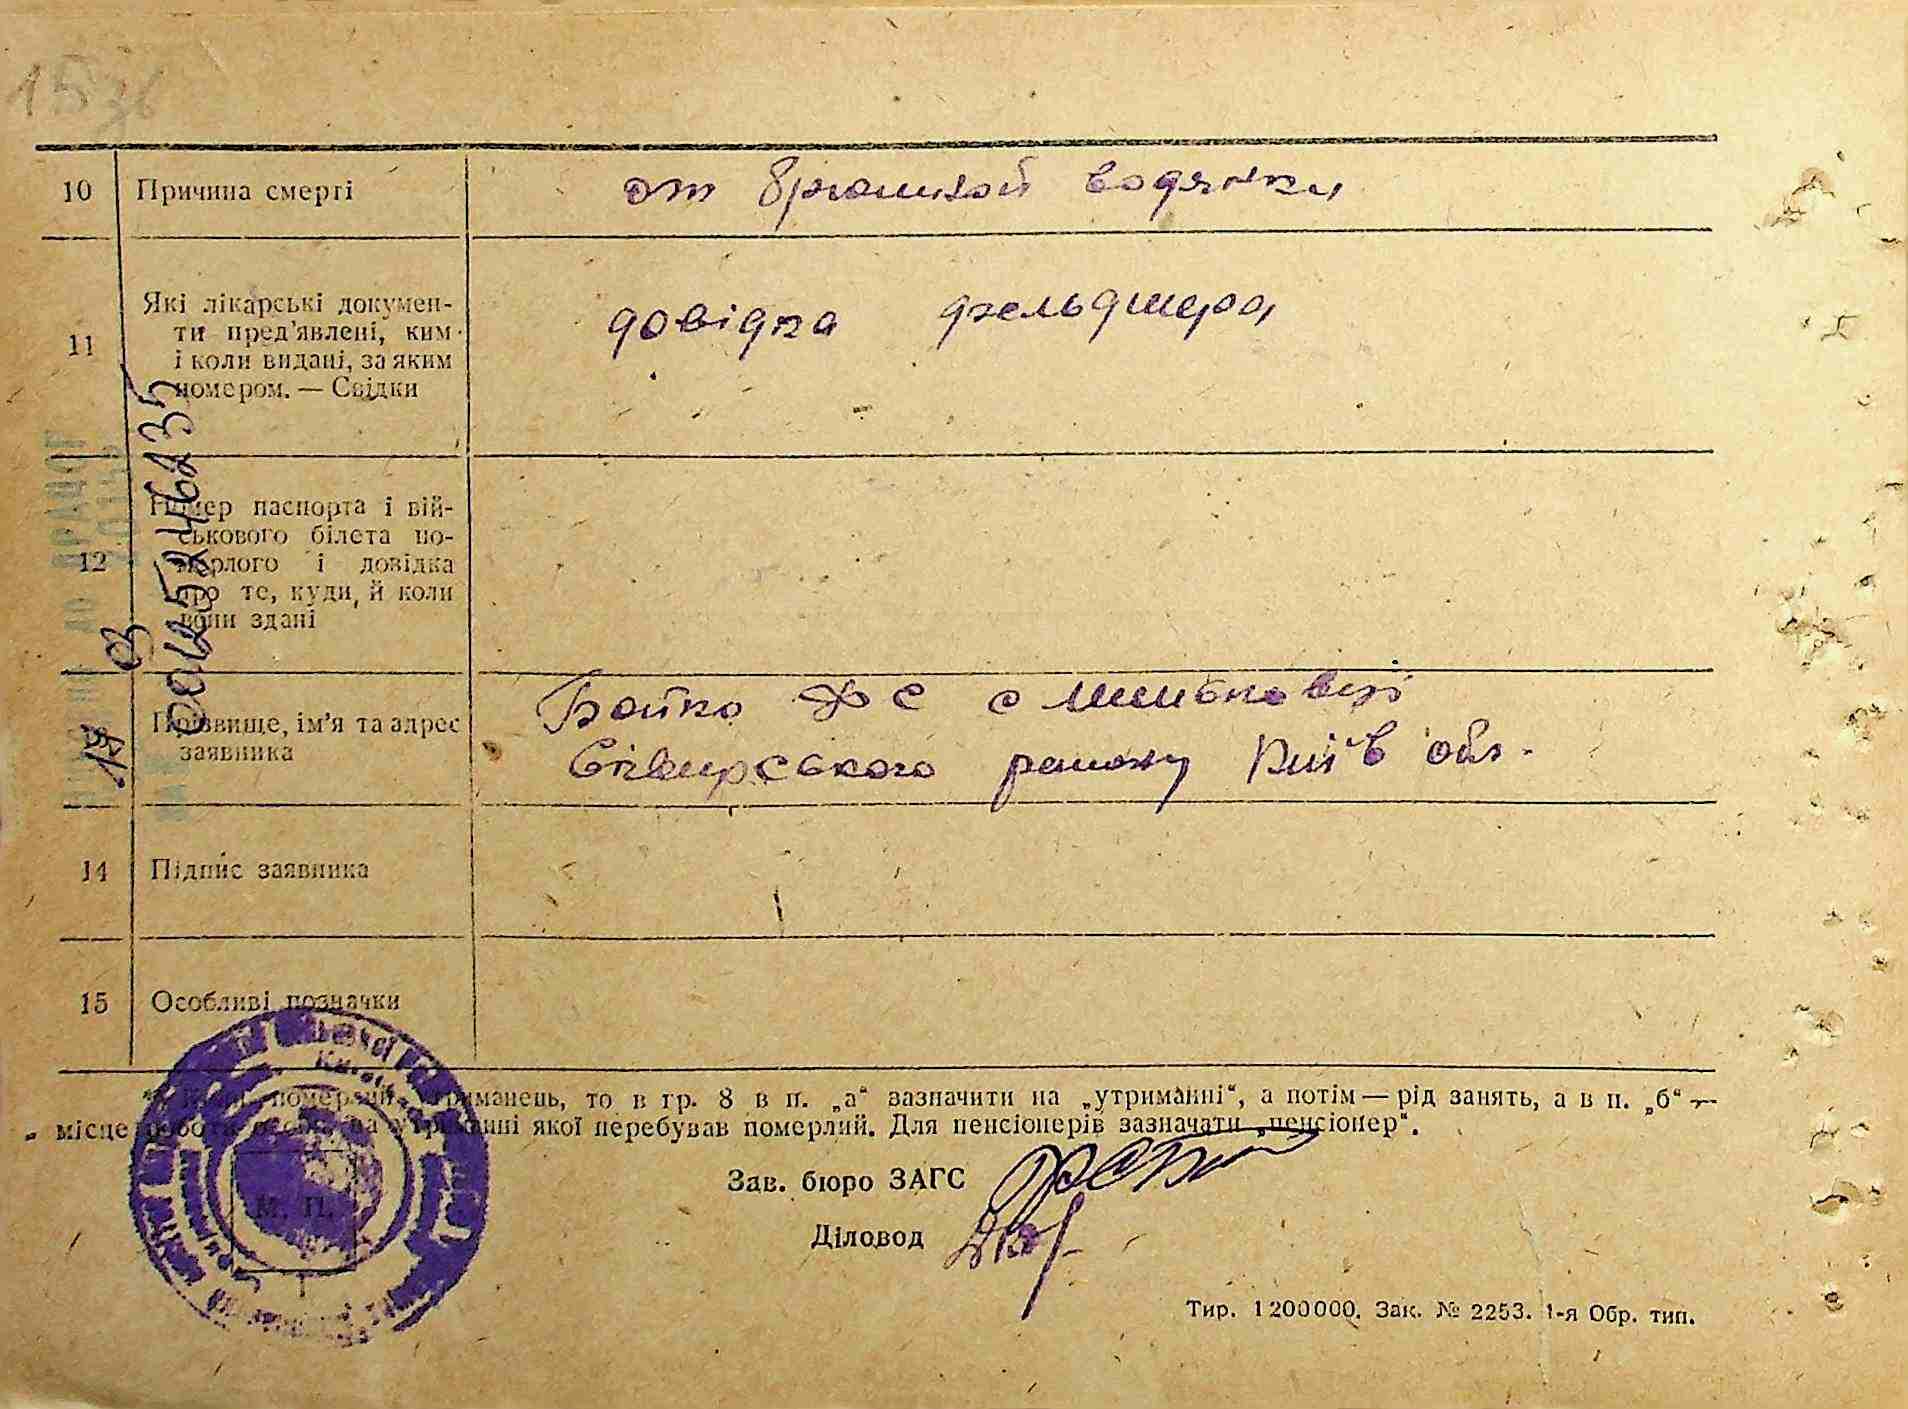 1536
10 Причина смерті от брюшной водянки
11 Які лікарські докумен-
ти пред'явлені, ким
і коли видані, за яким
номером. — Свідки
довідка фельдшера
12 Номер паспорта і вій-
ськового білета по-
мерлого і довідка
про те, куди, й коли
вони здані
00125246235
19 03
Прізвище, ім'я та адрес
заявника
Бойко Ф С с
Сквирського району Київ обл.
14 Підпис заявника
15 Особливі позначки
померлий утриманець, то в гр. 8 в п. „а“ зазначити на „утриманні“, а потім — рід занять, а в п. „б“ —
місце роботи особи, на утриманні якої перебував померлий. Для пенсіонерів зазначати „пенсіонер“.
Зав. бюро ЗАГС
М. П.
Діловод
Тир. 1200000. Зак. № 2253. 1-я Обр. тип.